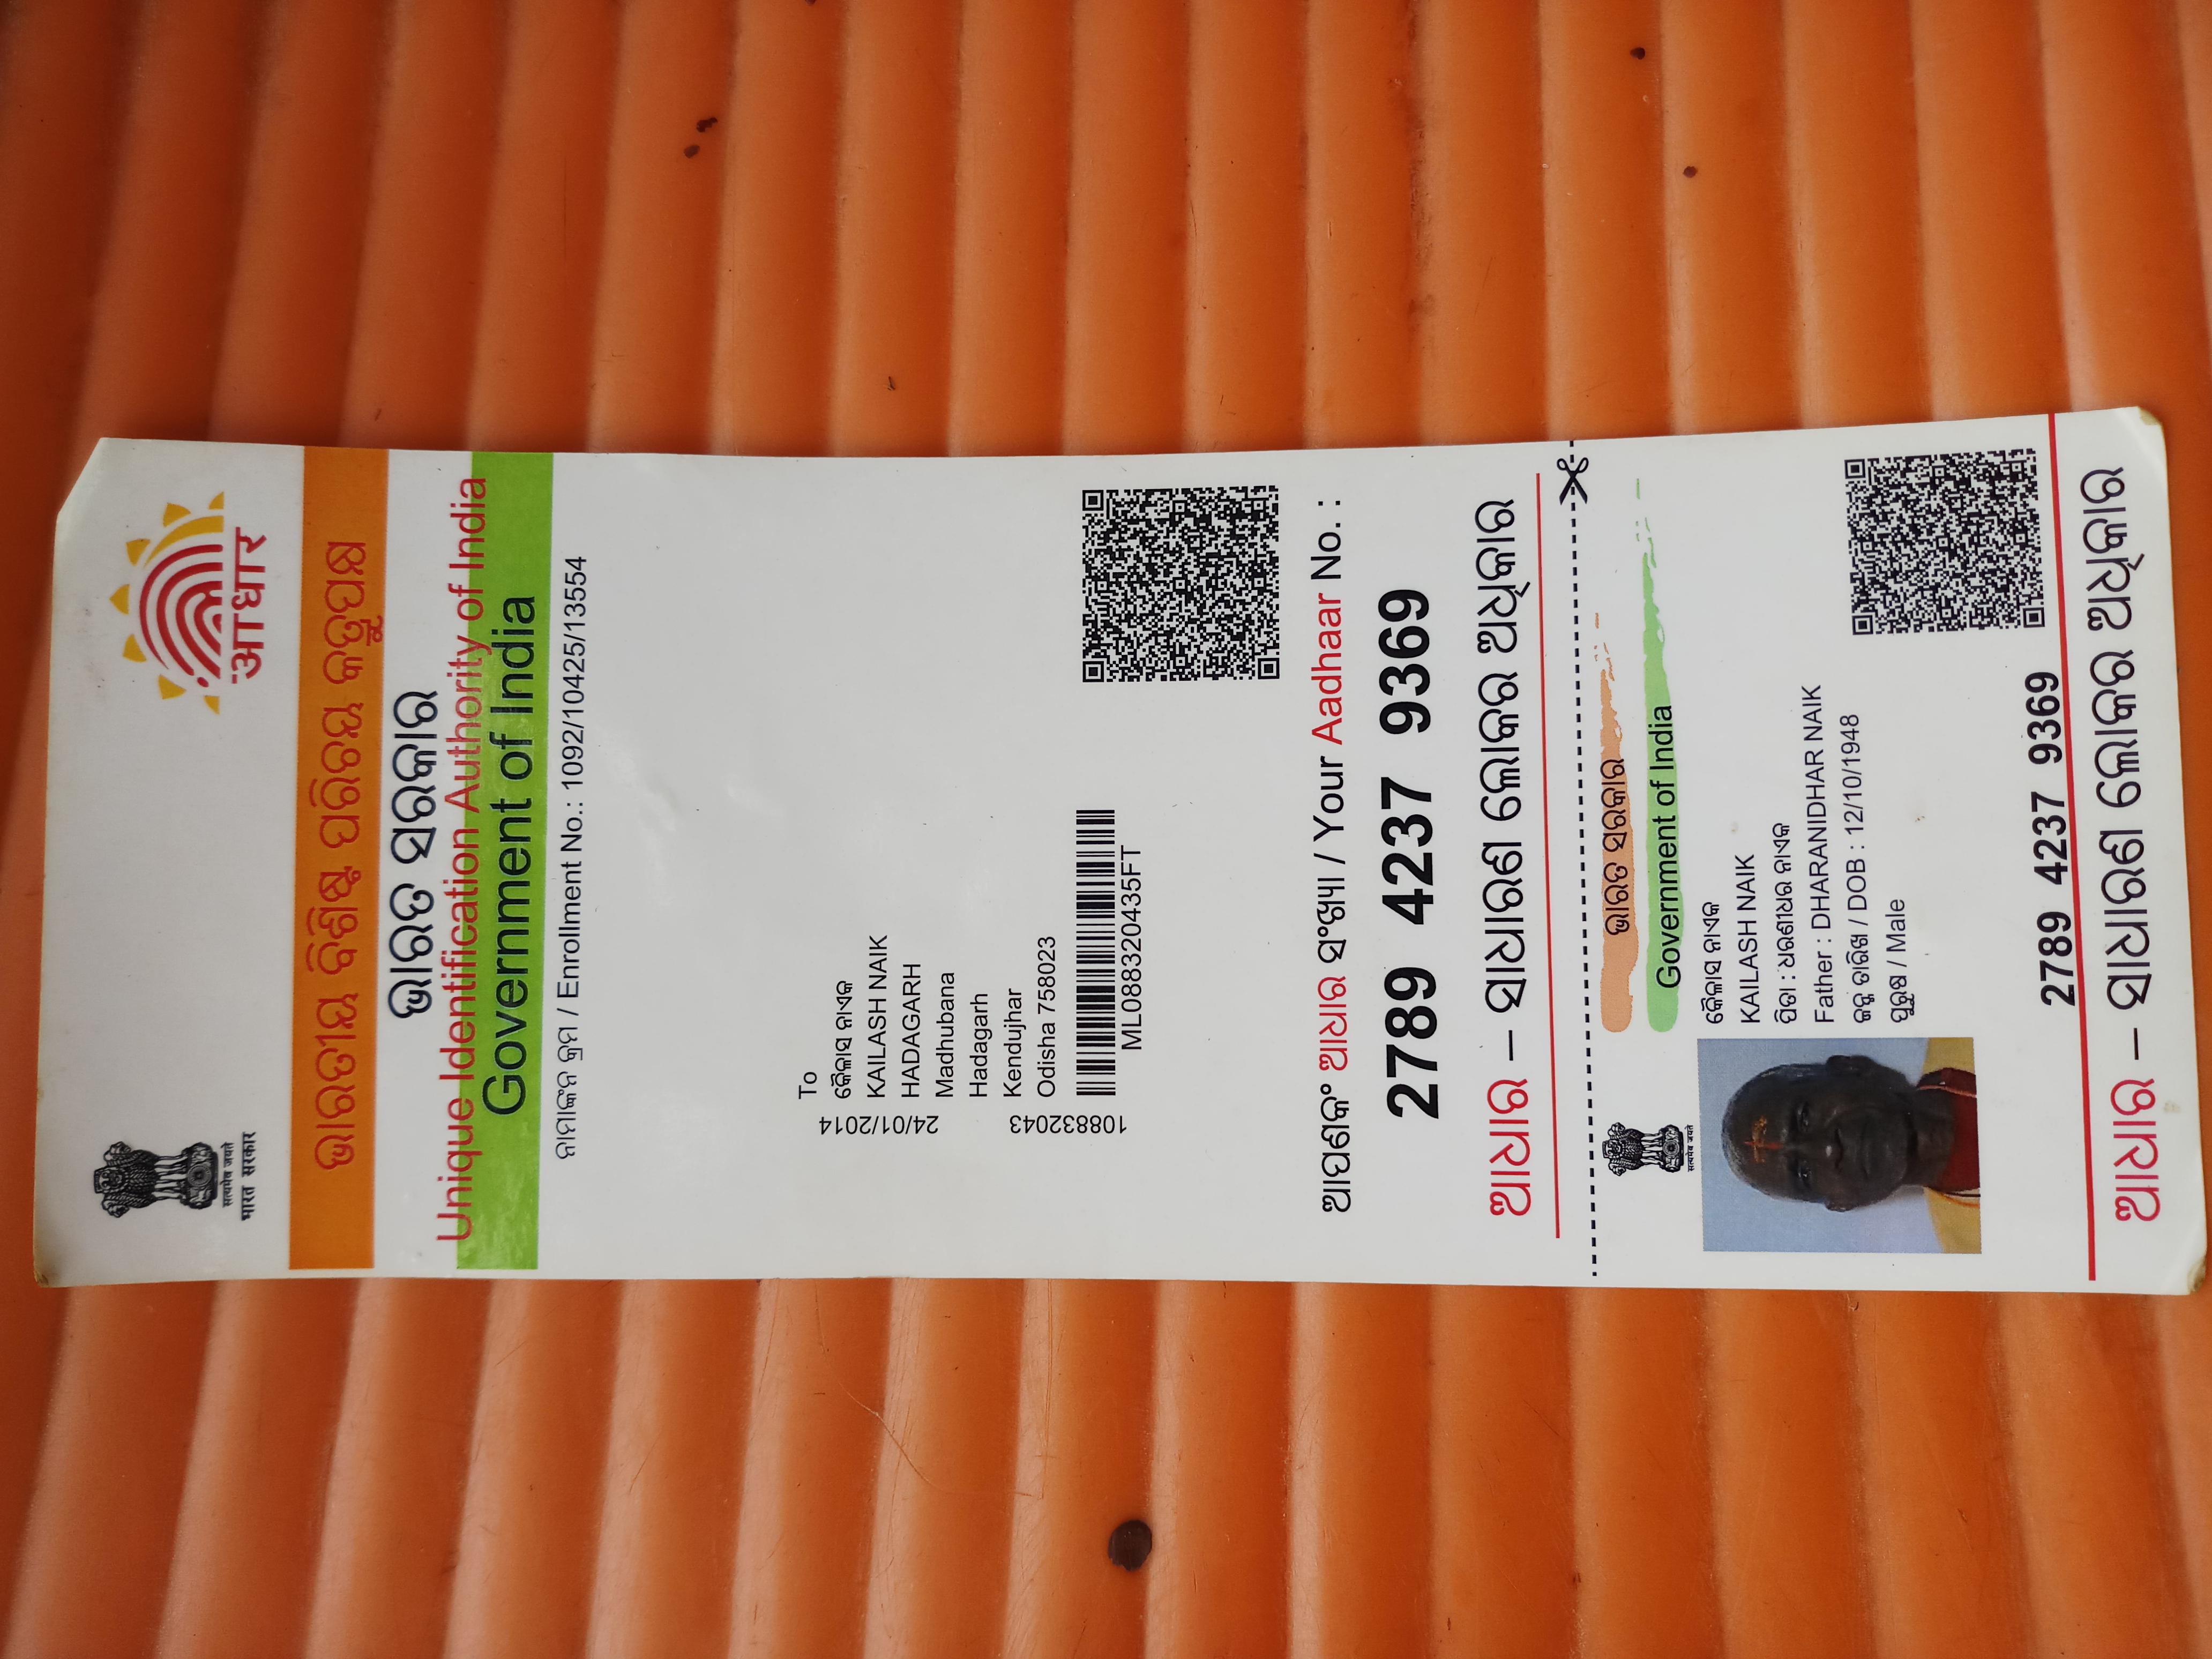 सत्यमेव जयते
भारत सरकार
आधार
ଭାରତୀୟ ବିଶିଷ୍ଟ ପରିଚୟ କର୍ତ୍ତୃପକ୍ଷ
ଭାରତ ସରକାର
Unique Identification Authority of India
Government of India
ନାମାଙ୍କନ କ୍ରମ / Enrollment No.: 1092/10425/13554
To
କୈଳାସ ନାଏକ
KAILASH NAIK
HADAGARH
Madhubana
Hadagarh
Kendujhar
Odisha 758023
24/01/2014
108832043
ML088320435FT
ଆପଣଙ୍କ ଆଧାର ସଂଖ୍ୟା / Your Aadhaar No. :
2789 4237 9369
ଆଧାର – ସାଧାରଣ ଲୋକର ଅଧିକାର
ଭାରତ ସରକାର
Government of India
सत्यमेव जयते
କୈଳାସ ନାଏକ
KAILASH NAIK
ପିତା : ଧରଣୀଧର ନାଏକ
Father : DHARANIDHAR NAIK
ଜନ୍ମ ତାରିଖ / DOB : 12/10/1948
ପୁରୁଷ / Male
2789 4237 9369
ଆଧାର – ସାଧାରଣ ଲୋକର ଅଧିକାର